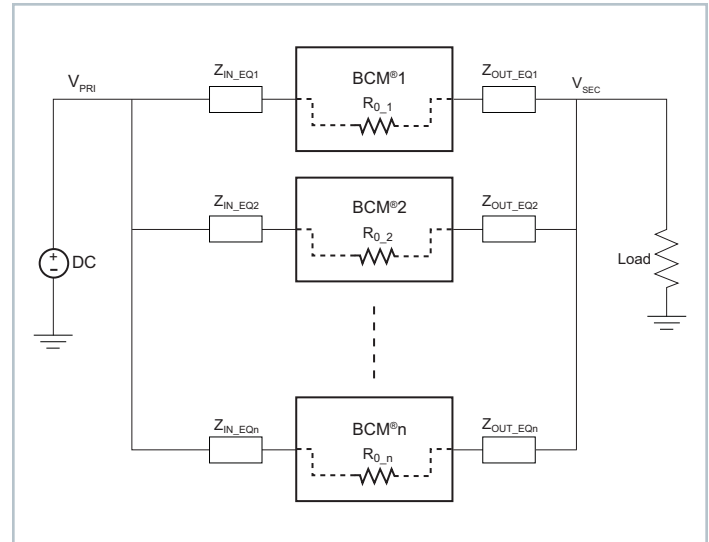 V_PRI
Z_IN_EQ1
BCM®1
R_0_1
Z_OUT_EQ1
V_SEC
Z_IN_EQ2
BCM®2
R_0_2
Z_OUT_EQ2
+
-
DC
Load
Z_IN_EQn
BCM®n
R_0_n
Z_OUT_EQn